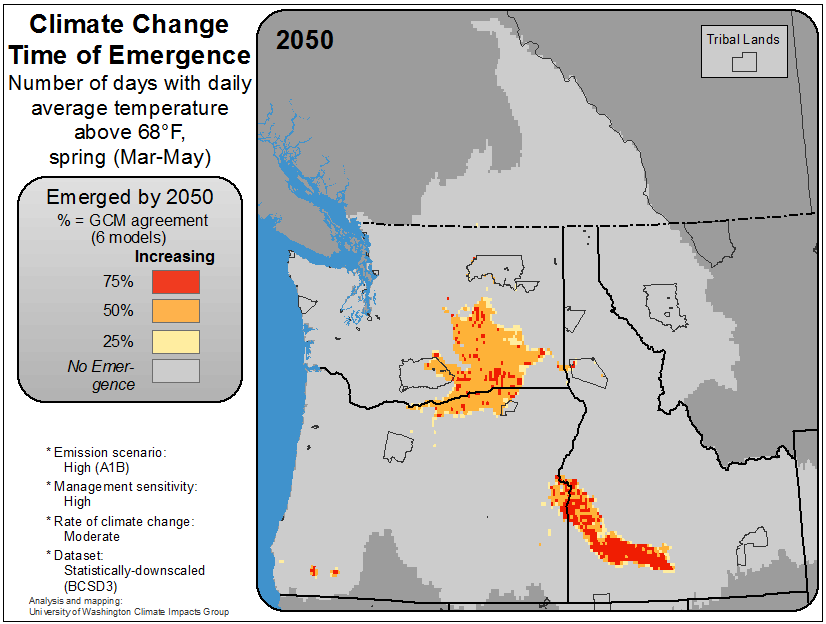 Climate Change
Time of Emergence
Number of days with daily
average temperature
above 68°F,
spring (Mar-May)
Emerged by 2050
% = GCM agreement
(6 models)
Increasing
75%
50%
25%
No Emer-
gence
* Emission scenario:
High (A1B)
* Management sensitivity:
High
* Rate of climate change:
Moderate
* Dataset:
Statistically-downscaled
(BCSD3)
Analysis and mapping:
University of Washington Climate Impacts Group
2050
Tribal Lands